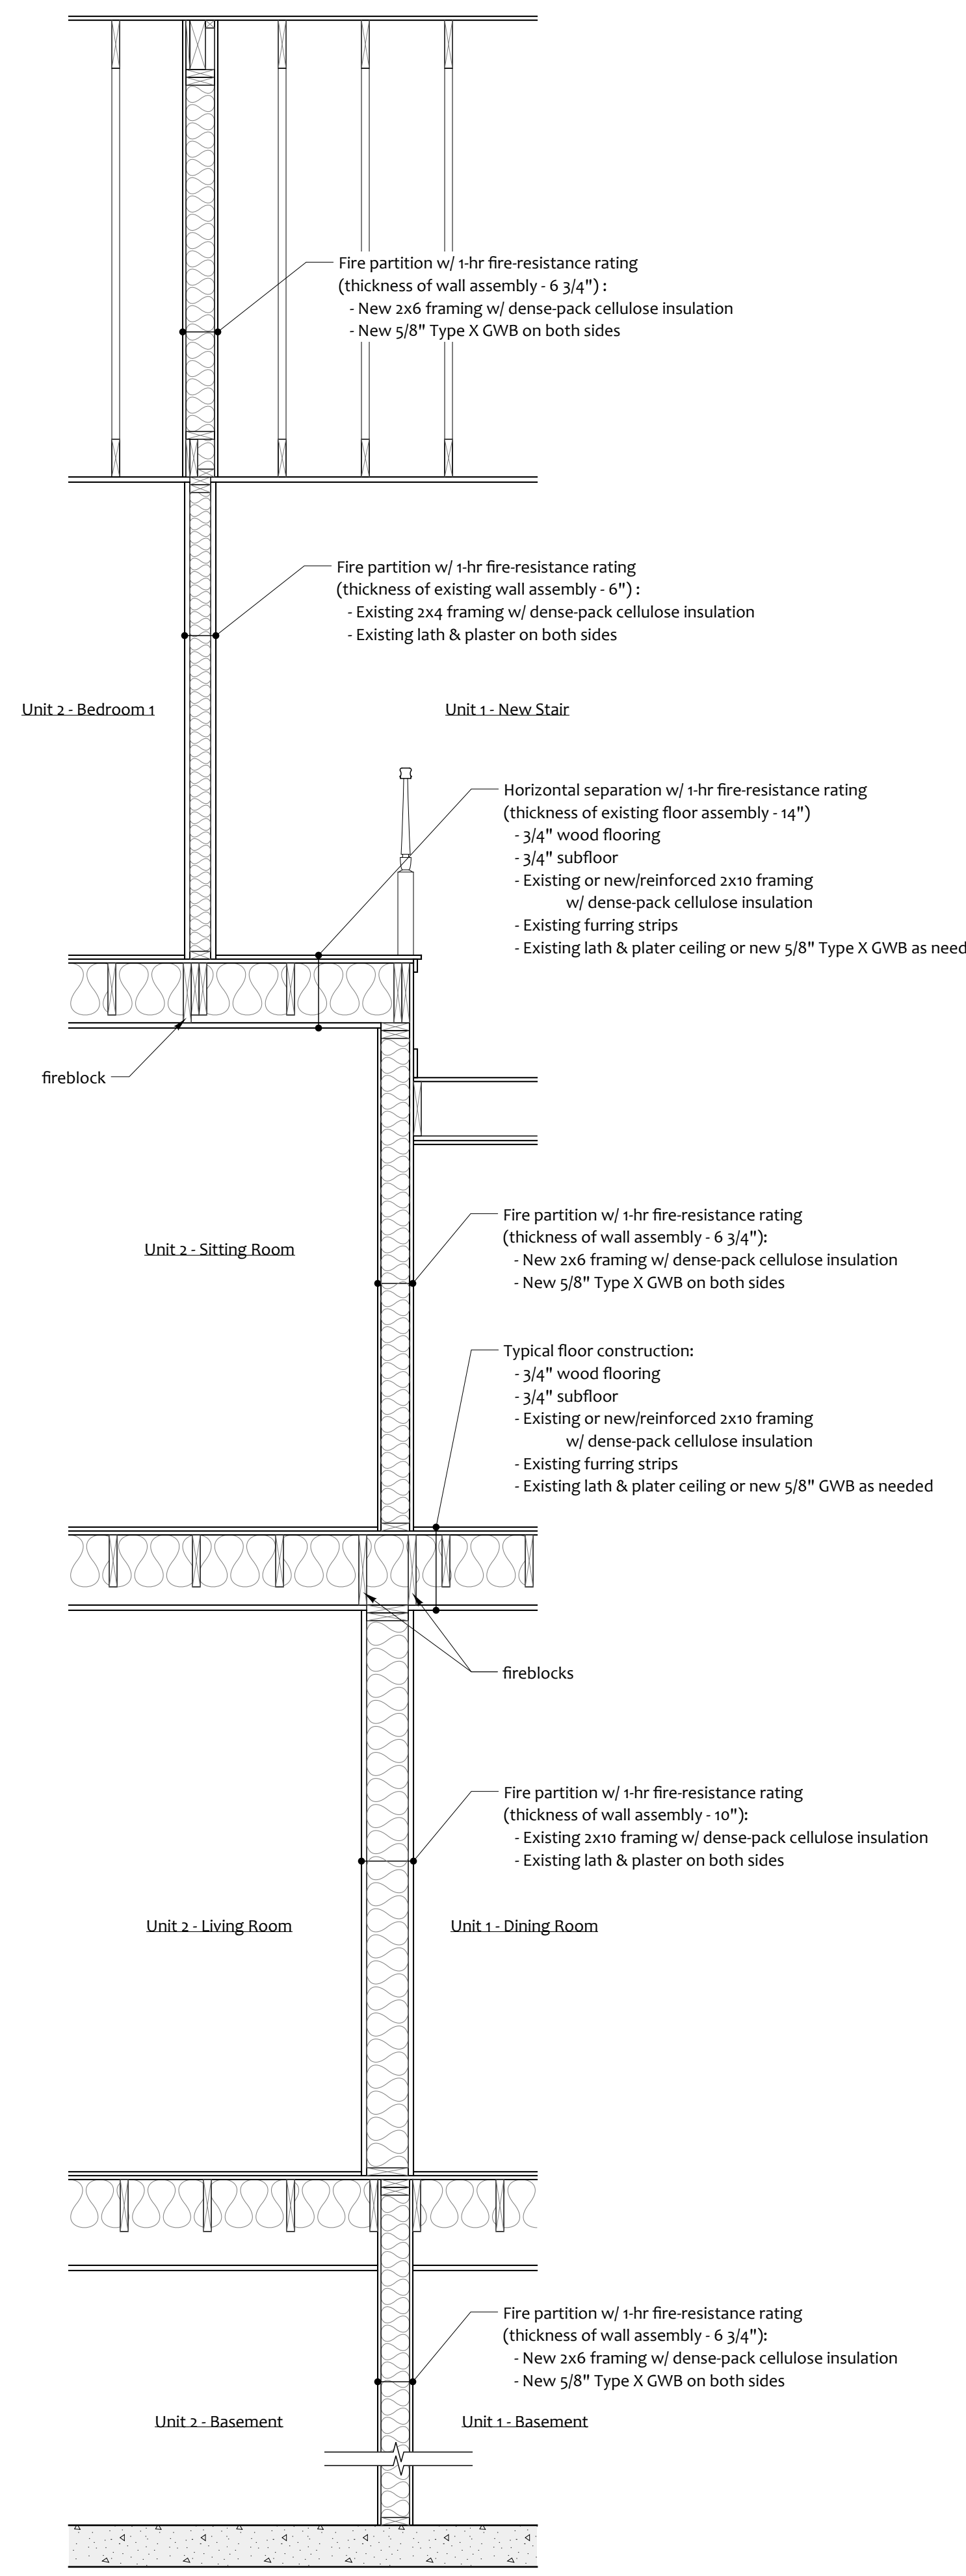 Fire partition w/ 1-hr fire-resistance rating
(thickness of wall assembly - 6 3/4") :
- New 2x6 framing w/ dense-pack cellulose insulation
- New 5/8" Type X GWB on both sides
Fire partition w/ 1-hr fire-resistance rating
(thickness of existing wall assembly - 6") :
- Existing 2x4 framing w/ dense-pack cellulose insulation
- Existing lath & plaster on both sides
Unit 2 - Bedroom 1
Unit 1 - New Stair
Horizontal separation w/ 1-hr fire-resistance rating
(thickness of existing floor assembly - 14")
- 3/4" wood flooring
- 3/4" subfloor
- Existing or new/reinforced 2x10 framing
w/ dense-pack cellulose insulation
- Existing furring strips
- Existing lath & plater ceiling or new 5/8" Type X GWB as need
fireblock
Unit 2 - Sitting Room
Fire partition w/ 1-hr fire-resistance rating
(thickness of wall assembly - 6 3/4"):
- New 2x6 framing w/ dense-pack cellulose insulation
- New 5/8" Type X GWB on both sides
Typical floor construction:
- 3/4" wood flooring
- 3/4" subfloor
- Existing or new/reinforced 2x10 framing
w/ dense-pack cellulose insulation
- Existing furring strips
- Existing lath & plater ceiling or new 5/8" GWB as needed
fireblocks
Fire partition w/ 1-hr fire-resistance rating
(thickness of wall assembly - 10"):
- Existing 2x10 framing w/ dense-pack cellulose insulation
- Existing lath & plaster on both sides
Unit 2 - Living Room
Unit 1 - Dining Room
Fire partition w/ 1-hr fire-resistance rating
(thickness of wall assembly - 6 3/4"):
- New 2x6 framing w/ dense-pack cellulose insulation
- New 5/8" Type X GWB on both sides
Unit 2 - Basement
Unit 1 - Basement